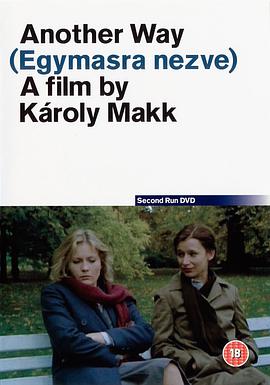 Another Way
(Egymasra nezve)
A film by
Károly Makk
Second Run DVD
18